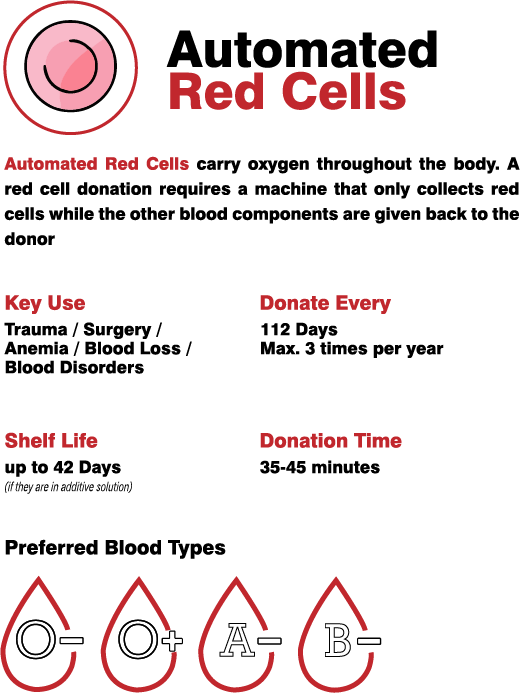 Automated
Red Cells
Automated Red Cells carry oxygen throughout the body. A
red cell donation requires a machine that only collects red
cells while the other blood components are given back to the
donor
Key Use
Trauma / Surgery /
Anemia / Blood Loss /
Blood Disorders
Donate Every
112 Days
Max. 3 times per year
Shelf Life
up to 42 Days
(if they are in additive solution)
Donation Time
35-45 minutes
Preferred Blood Types
O− O+ A− B−